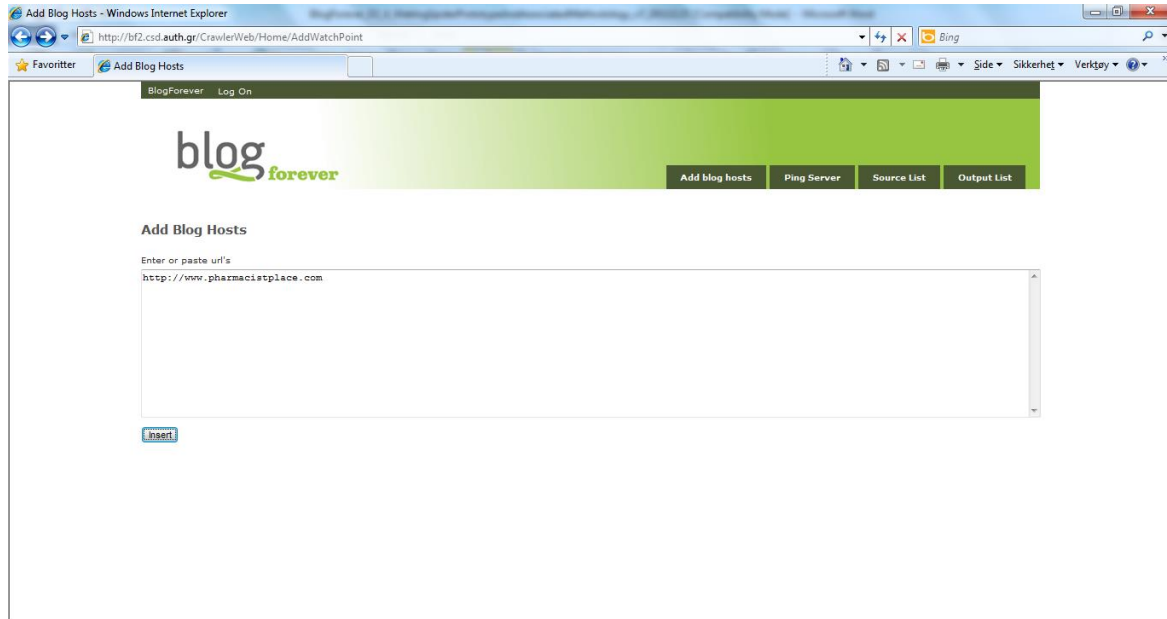 Add Blog Hosts - Windows Internet Explorer
http://bf2.csd.auth.gr/CrawlerWeb/Home/AddWatchPoint
Bing
Favoritter Add Blog Hosts Side Sikkerhet Verktøy
BlogForever Log On
blog forever
Add blog hosts Ping Server Source List Output List
Add Blog Hosts
Enter or paste url's
http://www.pharmacistplace.com
Insert